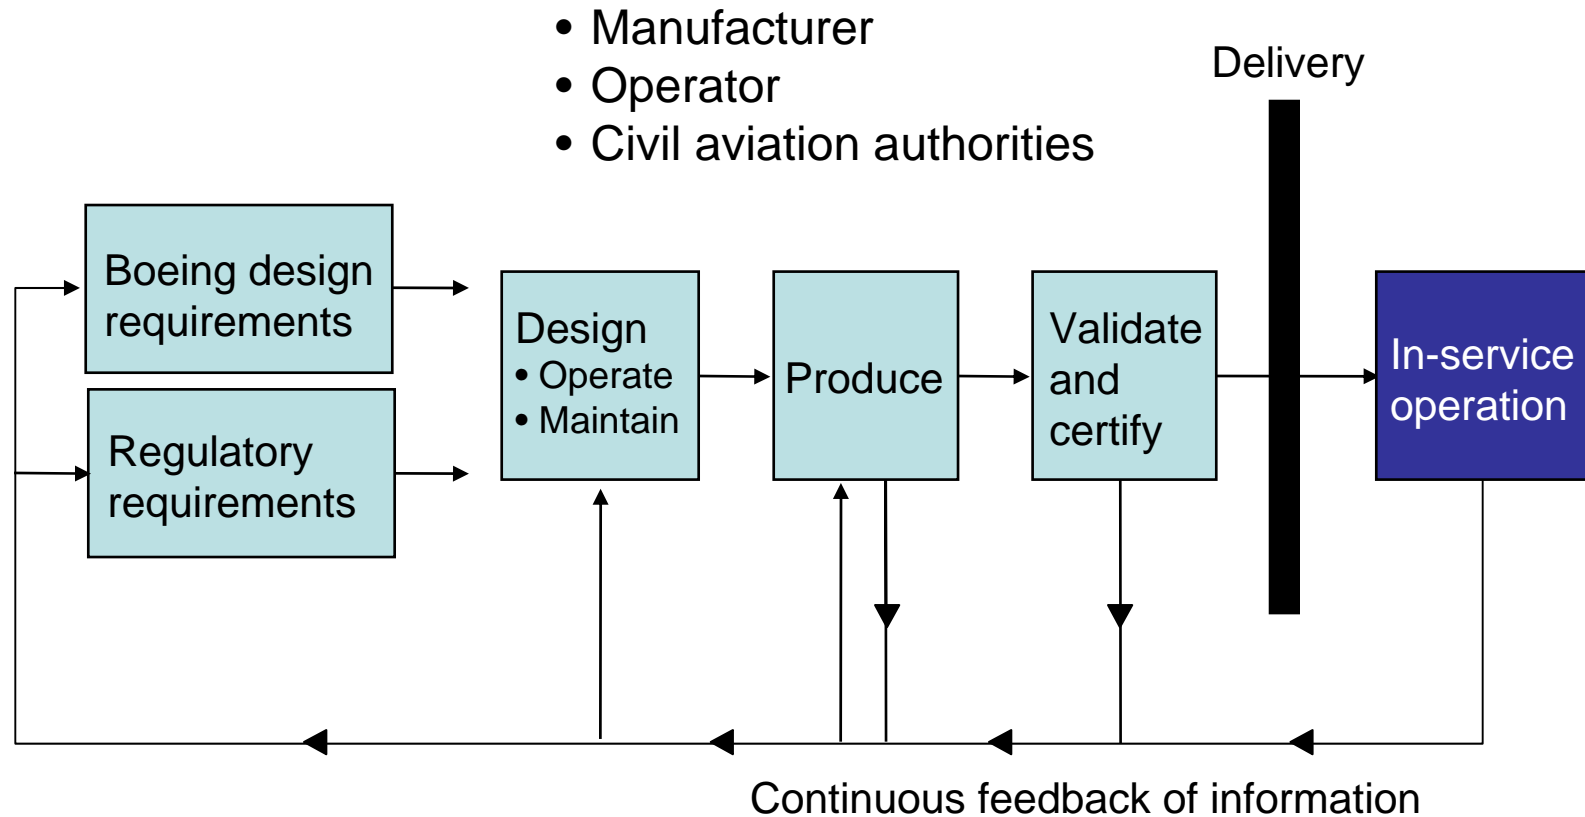 • Manufacturer
• Operator
• Civil aviation authorities
Delivery
Boeing design
requirements
Regulatory
requirements
Design
• Operate
• Maintain
Produce
Validate
and
certify
In-service
operation
Continuous feedback of information